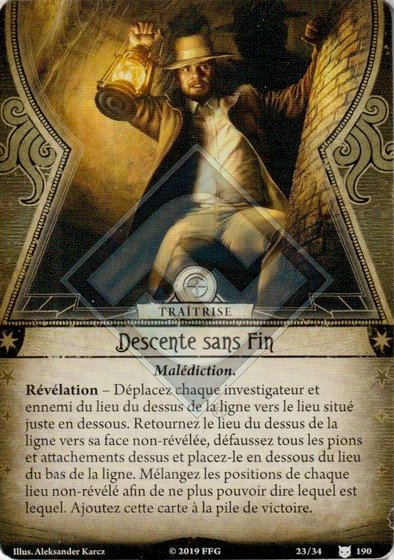 TRAÎTRISE
Descente sans Fin
Malédiction.
Révélation – Déplacez chaque investigateur et
ennemi du lieu du dessus de la ligne vers le lieu situé
juste en dessous. Retournez le lieu du dessus de la
ligne vers sa face non-révélée, défaussez tous les pions
et attachements dessus et placez-le en dessous du lieu
du bas de la ligne. Mélangez les positions de chaque
lieu non-révélé afin de ne plus pouvoir dire lequel est
lequel. Ajoutez cette carte à la pile de victoire.
Illus. Aleksander Karcz © 2019 FFG 23/34 190